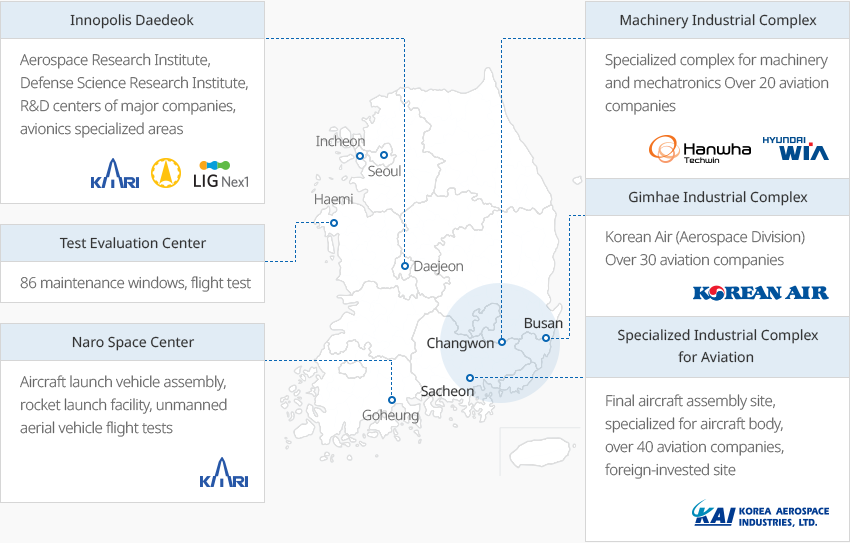 Innopolis Daedeok
Aerospace Research Institute,
Defense Science Research Institute,
R&D centers of major companies,
avionics specialized areas
KARI
LIG Nex1
Test Evaluation Center
86 maintenance windows, flight test
Naro Space Center
Aircraft launch vehicle assembly,
rocket launch facility, unmanned
aerial vehicle flight tests
KARI
Incheon
Seoul
Haemi
Daejeon
Busan
Changwon
Sacheon
Goheung
Machinery Industrial Complex
Specialized complex for machinery
and mechatronics Over 20 aviation
companies
Hanwha
Techwin
HYUNDAI
WIA
Gimhae Industrial Complex
Korean Air (Aerospace Division)
Over 30 aviation companies
KOREAN AIR
Specialized Industrial Complex
for Aviation
Final aircraft assembly site,
specialized for aircraft body,
over 40 aviation companies,
foreign-invested site
KAI KOREA AEROSPACE
INDUSTRIES, LTD.